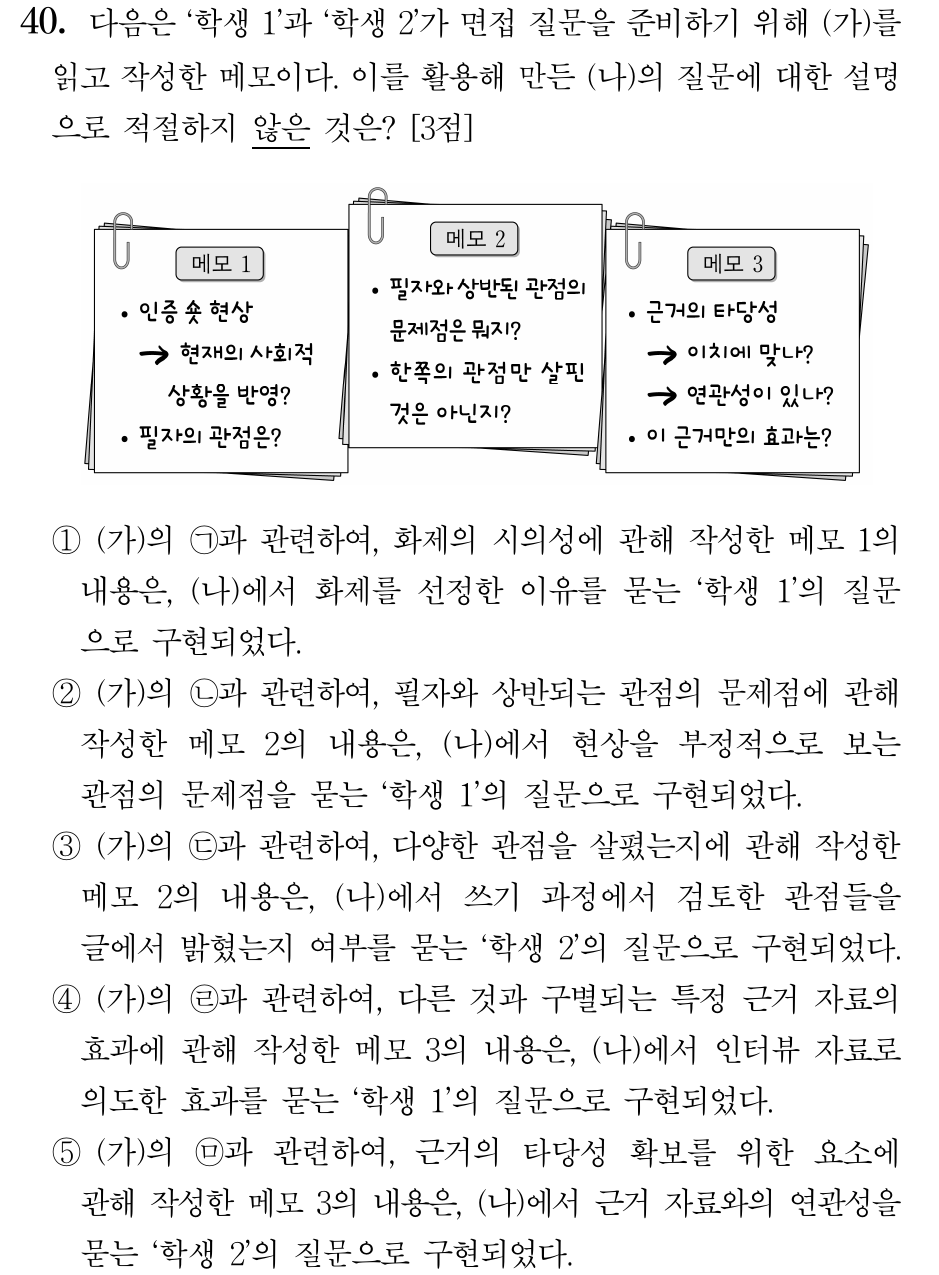 40. 다음은 ‘학생 1’과 ‘학생 2’가 면접 질문을 준비하기 위해 (가)를
읽고 작성한 메모이다. 이를 활용해 만든 (나)의 질문에 대한 설명
으로 적절하지 않은 것은? [3점]
메모 1
• 인증 숏 현상
→ 현재의 사회적
상황을 반영?
• 필자의 관점은?
메모 2
• 필자와 상반된 관점의
문제점은 뭐지?
• 한쪽의 관점만 살핀
것은 아닌지?
메모 3
• 근거의 타당성
→ 이치에 맞나?
→ 연관성이 있나?
• 이 근거만의 효과는?
① (가)의 ㉠과 관련하여, 화제의 시의성에 관해 작성한 메모 1의
내용은, (나)에서 화제를 선정한 이유를 묻는 ‘학생 1’의 질문
으로 구현되었다.
② (가)의 ㉡과 관련하여, 필자와 상반되는 관점의 문제점에 관해
작성한 메모 2의 내용은, (나)에서 현상을 부정적으로 보는
관점의 문제점을 묻는 ‘학생 1’의 질문으로 구현되었다.
③ (가)의 ㉢과 관련하여, 다양한 관점을 살폈는지에 관해 작성한
메모 2의 내용은, (나)에서 쓰기 과정에서 검토한 관점들을
글에서 밝혔는지 여부를 묻는 ‘학생 2’의 질문으로 구현되었다.
④ (가)의 ㉣과 관련하여, 다른 것과 구별되는 특정 근거 자료의
효과에 관해 작성한 메모 3의 내용은, (나)에서 인터뷰 자료로
의도한 효과를 묻는 ‘학생 1’의 질문으로 구현되었다.
⑤ (가)의 ㉤과 관련하여, 근거의 타당성 확보를 위한 요소에
관해 작성한 메모 3의 내용은, (나)에서 근거 자료와의 연관성을
묻는 ‘학생 2’의 질문으로 구현되었다.